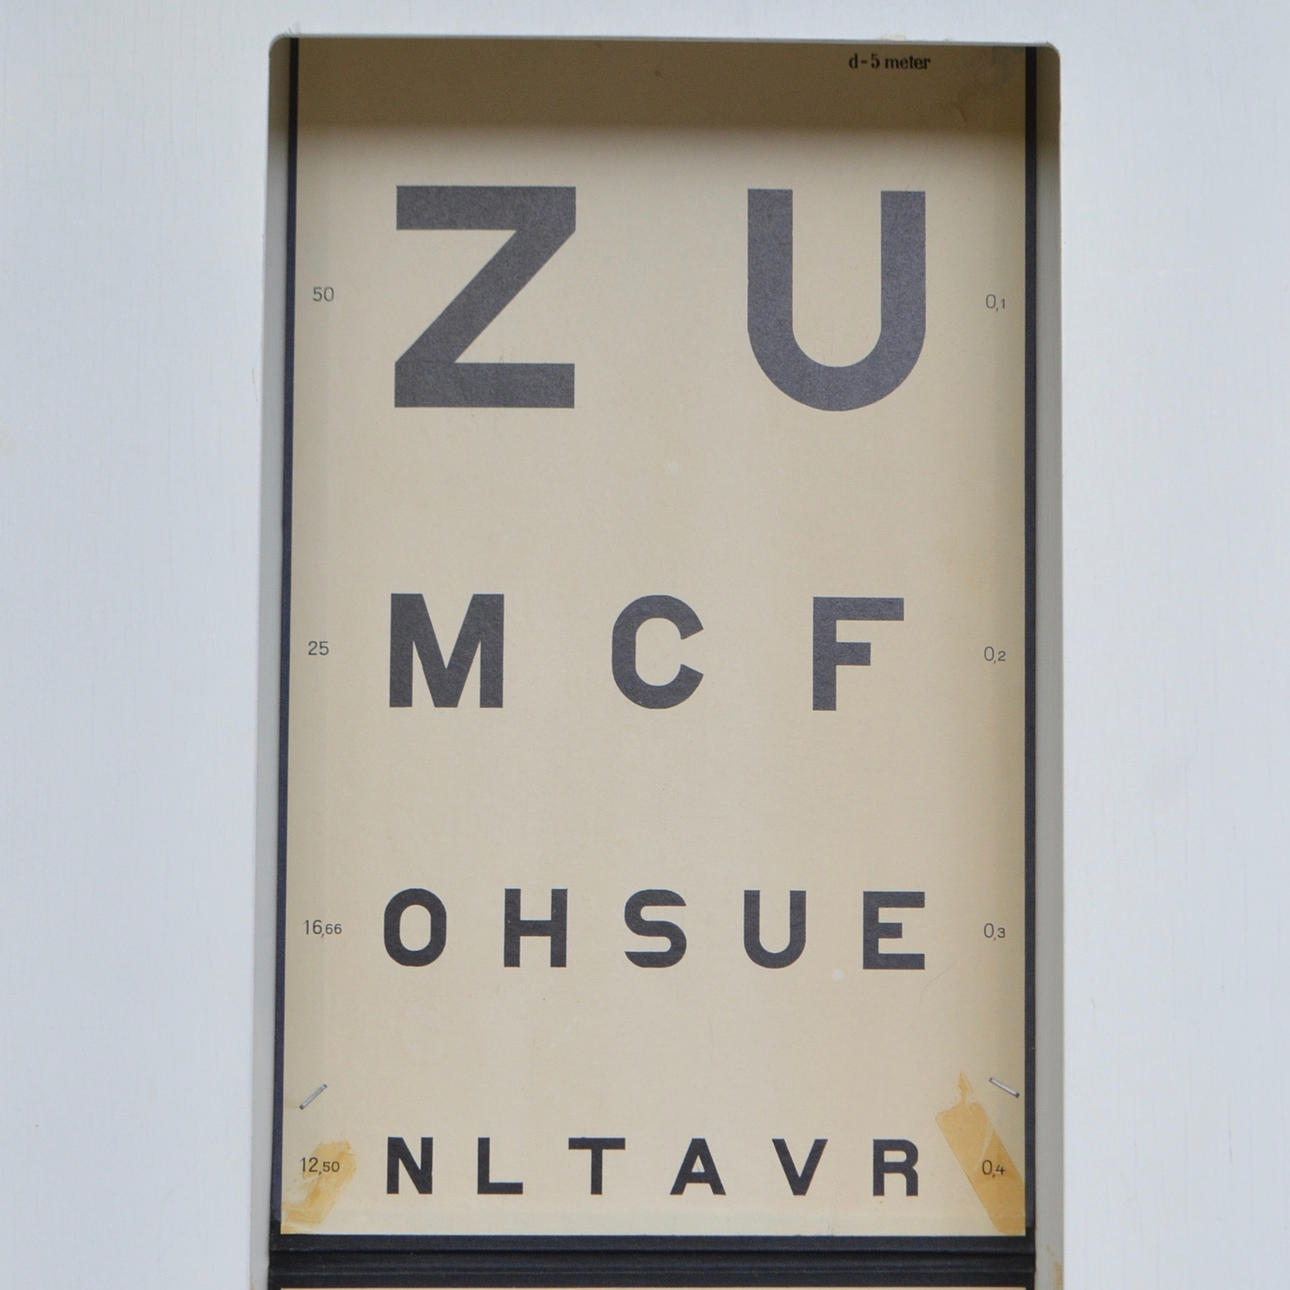 d-5 meter
50 Z U 0,1
25 M C F 0,2
16,66 O H S U E 0,3
12,50 N L T A V R 0,4